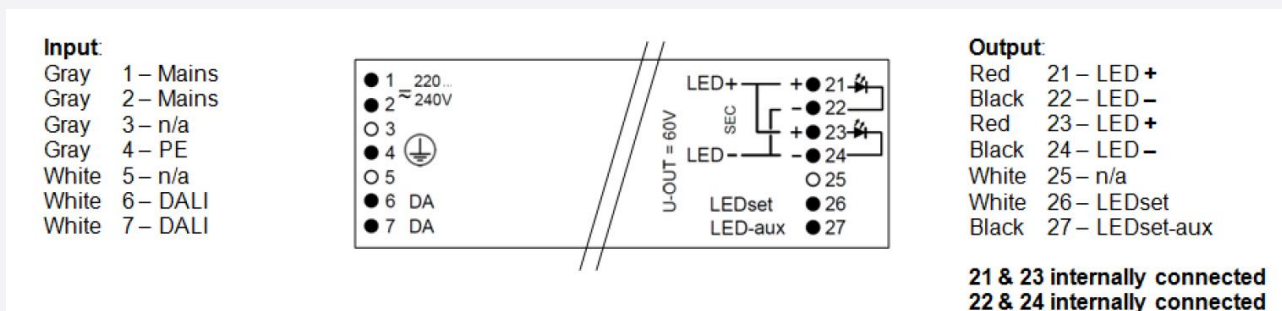 Input:
Gray 1 – Mains
Gray 2 – Mains
Gray 3 – n/a
Gray 4 – PE
White 5 – n/a
White 6 – DALI
White 7 – DALI
1 220...
2 ≈ 240V
3
4
5
6 DA
7 DA
U-OUT = 60V
SEC
LED+ + 21
- 22
+ 23
LED- - 24
25
LEDset 26
LED-aux 27
Output:
Red 21 – LED +
Black 22 – LED –
Red 23 – LED +
Black 24 – LED –
White 25 – n/a
White 26 – LEDset
Black 27 – LEDset-aux
21 & 23 internally connected
22 & 24 internally connected